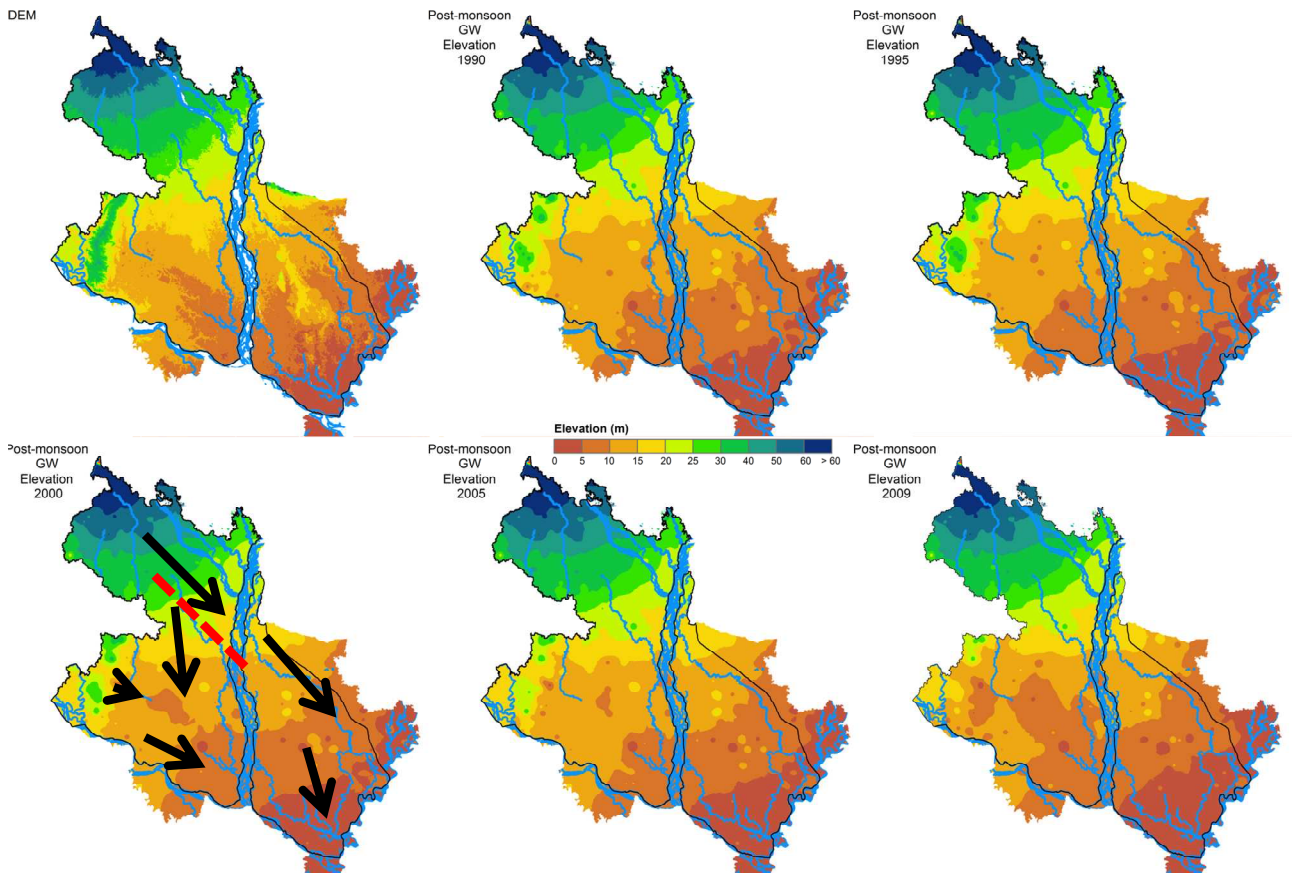 DEM
Post-monsoon
GW
Elevation
1990
Post-monsoon
GW
Elevation
1995
Elevation (m)
0 5 10 15 20 25 30 40 50 60 > 60
Post-monsoon
GW
Elevation
2000
Post-monsoon
GW
Elevation
2005
Post-monsoon
GW
Elevation
2009